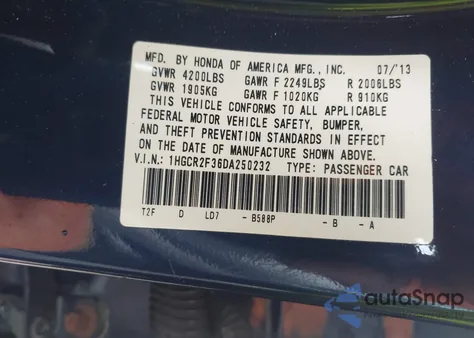 MFD. BY HONDA OF AMERICA MFG., INC. 07/'13
GVWR 4200LBS GAWR F 2249LBS R 2006LBS
GVWR 1905KG GAWR F 1020KG R 910KG
THIS VEHICLE CONFORMS TO ALL APPLICABLE
FEDERAL MOTOR VEHICLE SAFETY, BUMPER,
AND THEFT PREVENTION STANDARDS IN EFFECT
ON THE DATE OF MANUFACTURE SHOWN ABOVE.
V.I.N.: 1HGCR2F36DA250232 TYPE: PASSENGER CAR
T2F D LD7 - B588P - B - A
autoSnap